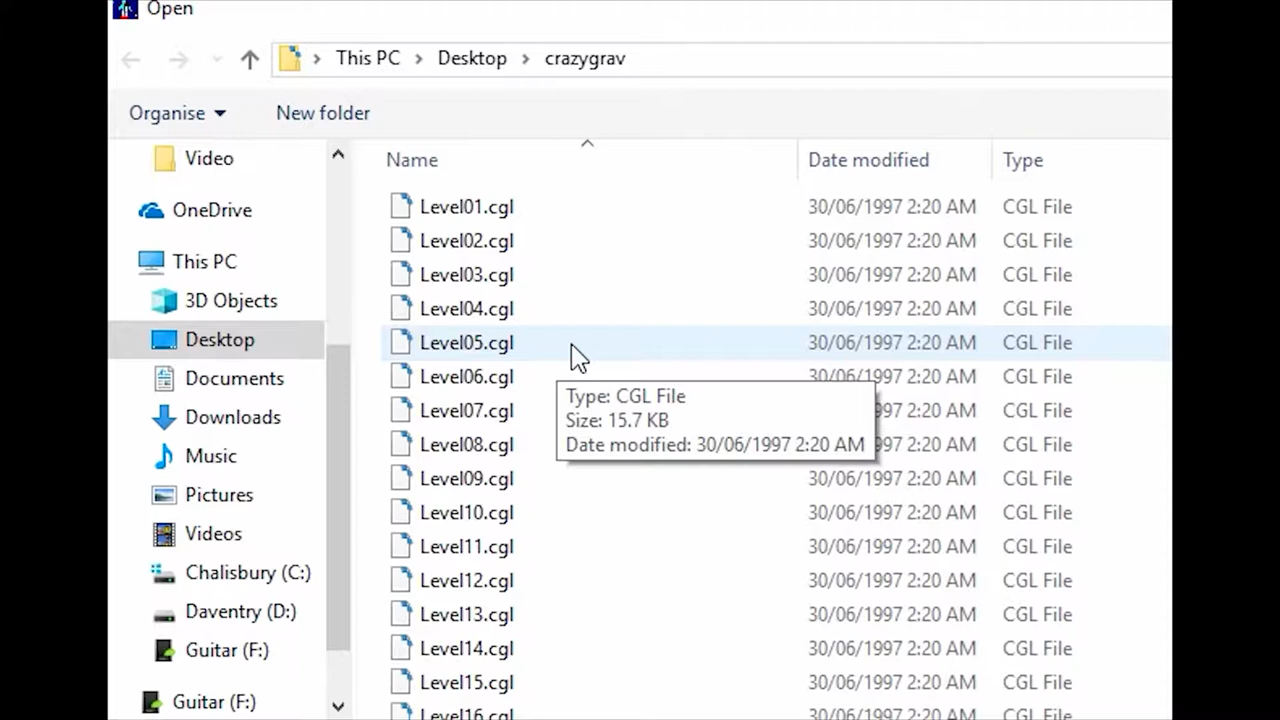 Open
This PC > Desktop > crazygrav
Organise New folder
Name Date modified Type
Video
OneDrive
This PC
3D Objects
Desktop
Documents
Downloads
Music
Pictures
Videos
Chalisbury (C:)
Daventry (D:)
Guitar (F:)
Guitar (F:)
Level01.cgl 30/06/1997 2:20 AM CGL File
Level02.cgl 30/06/1997 2:20 AM CGL File
Level03.cgl 30/06/1997 2:20 AM CGL File
Level04.cgl 30/06/1997 2:20 AM CGL File
Level05.cgl 30/06/1997 2:20 AM CGL File
Level06.cgl 30/06/1997 2:20 AM CGL File
Type: CGL File
Size: 15.7 KB
Date modified: 30/06/1997 2:20 AM
Level07.cgl 2:20 AM CGL File
Level08.cgl 2:20 AM CGL File
Level09.cgl 30/06/1997 2:20 AM CGL File
Level10.cgl 30/06/1997 2:20 AM CGL File
Level11.cgl 30/06/1997 2:20 AM CGL File
Level12.cgl 30/06/1997 2:20 AM CGL File
Level13.cgl 30/06/1997 2:20 AM CGL File
Level14.cgl 30/06/1997 2:20 AM CGL File
Level15.cgl 30/06/1997 2:20 AM CGL File
Level16.cgl 30/06/1997 2:20 AM CGL File